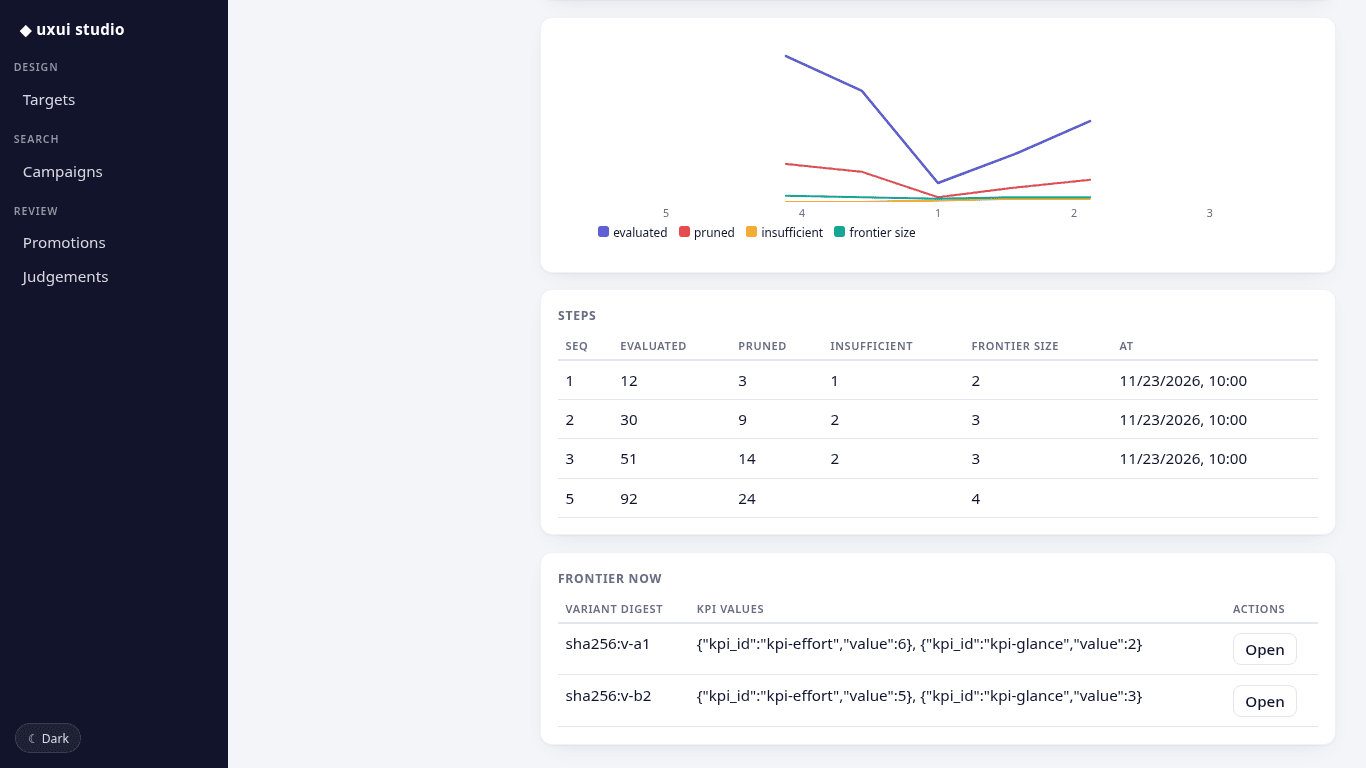 ◆ uxui studio
DESIGN
Targets
SEARCH
Campaigns
REVIEW
Promotions
Judgements
☾ Dark
5 4 1 2 3
evaluated pruned insufficient frontier size
STEPS
SEQ EVALUATED PRUNED INSUFFICIENT FRONTIER SIZE AT
1 12 3 1 2 11/23/2026, 10:00
2 30 9 2 3 11/23/2026, 10:00
3 51 14 2 3 11/23/2026, 10:00
5 92 24 4
FRONTIER NOW
VARIANT DIGEST KPI VALUES ACTIONS
sha256:v-a1 {"kpi_id":"kpi-effort","value":6}, {"kpi_id":"kpi-glance","value":2} Open
sha256:v-b2 {"kpi_id":"kpi-effort","value":5}, {"kpi_id":"kpi-glance","value":3} Open